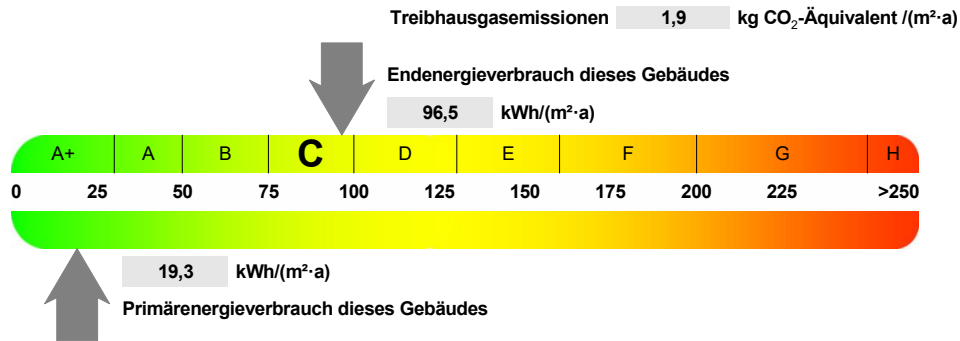 Treibhausgasemissionen 1,9 kg CO₂-Äquivalent /(m²·a)
Endenergieverbrauch dieses Gebäudes
96,5 kWh/(m²·a)
A+ A B C D E F G H
0 25 50 75 100 125 150 175 200 225 >250
19,3 kWh/(m²·a)
Primärenergieverbrauch dieses Gebäudes